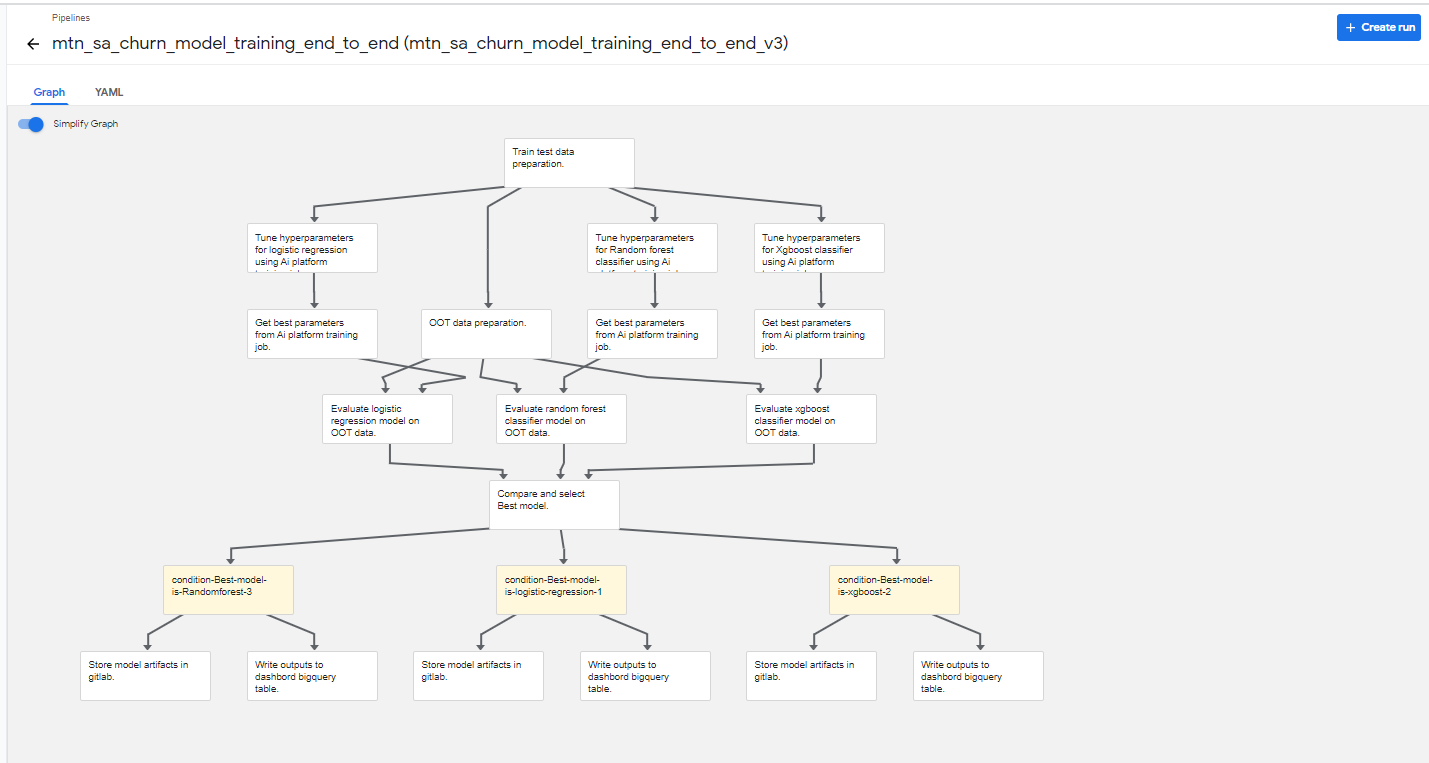 Pipelines
mtn_sa_churn_model_training_end_to_end (mtn_sa_churn_model_training_end_to_end_v3)
+ Create run
Graph
YAML
Simplify Graph
Train test data
preparation.
Tune hyperparameters
for logistic regression
using Ai platform
Tune hyperparameters
for Random forest
classifier using Ai
Tune hyperparameters
for Xgboost classifier
using Ai platform
Get best parameters
from Ai platform training
job.
OOT data preparation.
Get best parameters
from Ai platform training
job.
Get best parameters
from Ai platform training
job.
Evaluate logistic
regression model on
OOT data.
Evaluate random forest
classifier model on
OOT data.
Evaluate xgboost
classifier model on
OOT data.
Compare and select
Best model.
condition-Best-model-
is-Randomforest-3
condition-Best-model-
is-logistic-regression-1
condition-Best-model-
is-xgboost-2
Store model artifacts in
gitlab.
Write outputs to
dashbord bigquery
table.
Store model artifacts in
gitlab.
Write outputs to
dashbord bigquery
table.
Store model artifacts in
gitlab.
Write outputs to
dashbord bigquery
table.